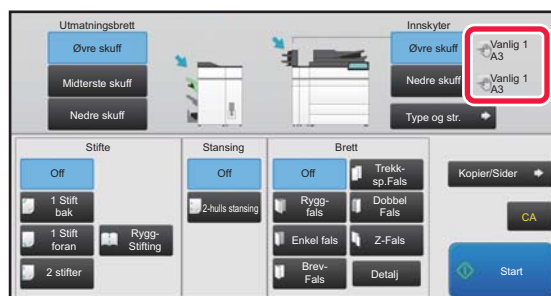 Utmatningsbrett
Innskyter
Øvre skuff
Øvre skuff
Vanlig 1
A3
Midterste skuff
Nedre skuff
Vanlig 1
A3
Nedre skuff
Type og str.
Stifte
Stansing
Brett
Off
Off
Off
Trekk-
sp.Fals
Kopier/Sider
1 Stift
bak
2-hulls stansing
Rygg-
fals
Dobbel
Fals
CA
1 Stift
foran
Rygg-
Stifting
Enkel fals
Z-Fals
2 stifter
Brev-
Fals
Detalj
Start